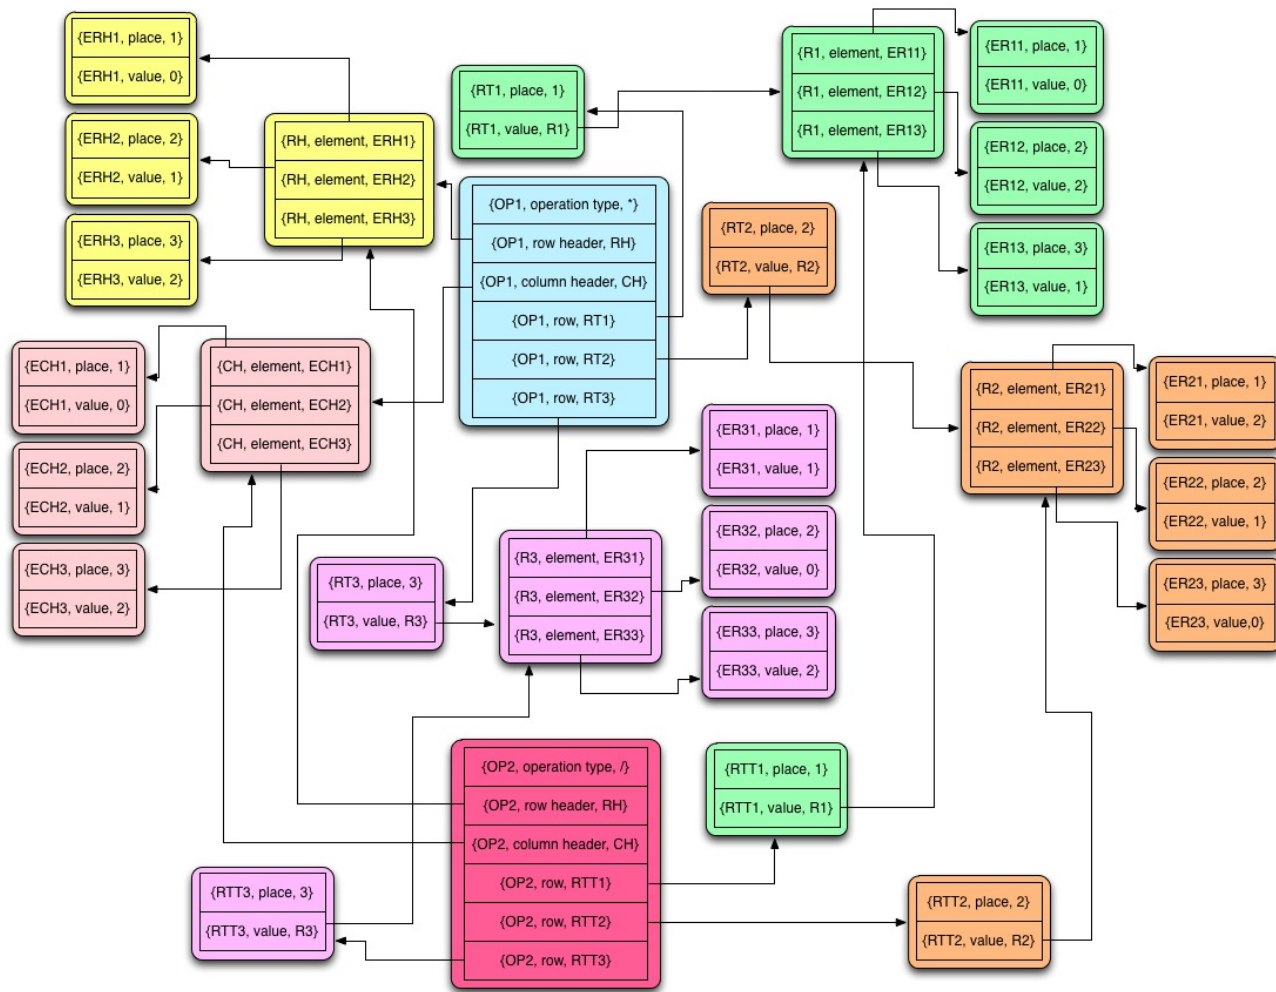 {ERH1, place, 1}
{ERH1, value, 0}
{ERH2, place, 2}
{ERH2, value, 1}
{ERH3, place, 3}
{ERH3, value, 2}
{RH, element, ERH1}
{RH, element, ERH2}
{RH, element, ERH3}
{RT1, place, 1}
{RT1, value, R1}
{R1, element, ER11}
{R1, element, ER12}
{R1, element, ER13}
{ER11, place, 1}
{ER11, value, 0}
{ER12, place, 2}
{ER12, value, 2}
{ER13, place, 3}
{ER13, value, 1}
{OP1, operation type, *}
{OP1, row header, RH}
{OP1, column header, CH}
{OP1, row, RT1}
{OP1, row, RT2}
{OP1, row, RT3}
{RT2, place, 2}
{RT2, value, R2}
{ECH1, place, 1}
{ECH1, value, 0}
{ECH2, place, 2}
{ECH2, value, 1}
{ECH3, place, 3}
{ECH3, value, 2}
{CH, element, ECH1}
{CH, element, ECH2}
{CH, element, ECH3}
{R2, element, ER21}
{R2, element, ER22}
{R2, element, ER23}
{ER21, place, 1}
{ER21, value, 2}
{ER22, place, 2}
{ER22, value, 1}
{ER23, place, 3}
{ER23, value,0}
{ER31, place, 1}
{ER31, value, 1}
{ER32, place, 2}
{ER32, value, 0}
{ER33, place, 3}
{ER33, value, 2}
{RT3, place, 3}
{RT3, value, R3}
{R3, element, ER31}
{R3, element, ER32}
{R3, element, ER33}
{OP2, operation type, /}
{OP2, row header, RH}
{OP2, column header, CH}
{OP2, row, RTT1}
{OP2, row, RTT2}
{OP2, row, RTT3}
{RTT1, place, 1}
{RTT1, value, R1}
{RTT3, place, 3}
{RTT3, value, R3}
{RTT2, place, 2}
{RTT2, value, R2}